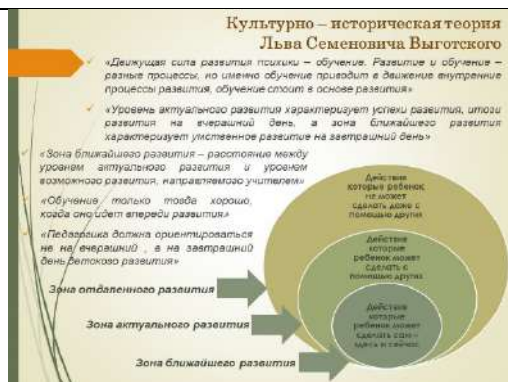 Культурно – историческая теория
Льва Семеновича Выготского
«Движущая сила развития психики – обучение. Развитие и обучение –
разные процессы, но именно обучение приводит в движение внутренние
процессы развития, обучение стоит в основе развития»
«Уровень актуального развития характеризует успехи развития, итоги
развития на вчерашний день, а зона ближайшего развития
характеризует умственное развитие на завтрашний день»
«Зона ближайшего развития – расстояние между
уровнем актуального развития и уровнем
возможного развития, направляемого учителем»
«Обучение только тогда хорошо,
когда оно идет впереди развития»
«Педагогика должна ориентироваться
не на вчерашний , а на завтрашний
день детского развития»
Зона отдаленного развития
Зона актуального развития
Зона ближайшего развития
Действия
которые ребенок
не может
сделать даже с
помощью других
Действия
которые
ребенок может
сделать с
помощью других
Действия
которые
ребенок может
сделать сам –
здесь и сейчас